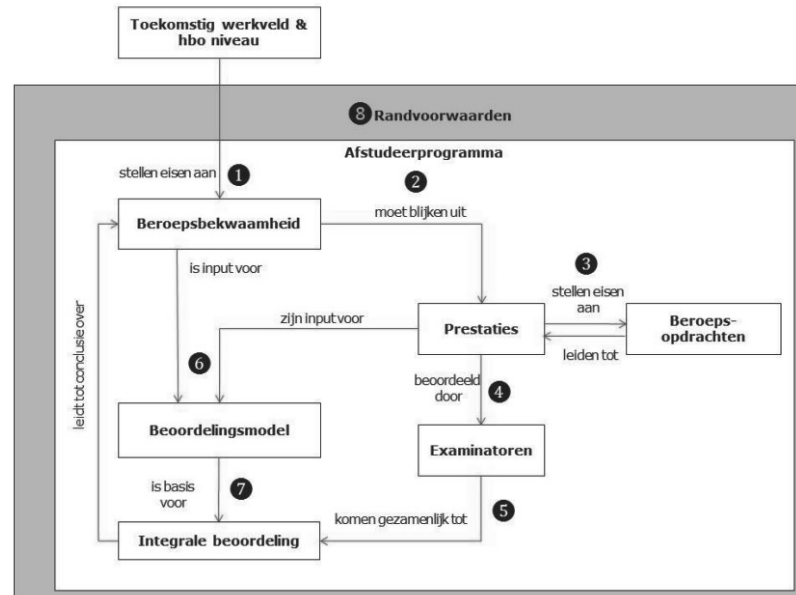 Toekomstig werkveld &
hbo niveau
8 Randvoorwaarden
Afstudeerprogramma
stellen eisen aan 1
2
moet blijken uit
Beroepsbekwaamheid
is input voor
3
stellen eisen
aan
zijn input voor
Prestaties
Beroeps-
opdrachten
leiden tot
leidt tot conclusie over
6
beoordeeld
door
4
Beoordelingsmodel
Examinatoren
is basis
voor
7
5
komen gezamenlijk tot
Integrale beoordeling